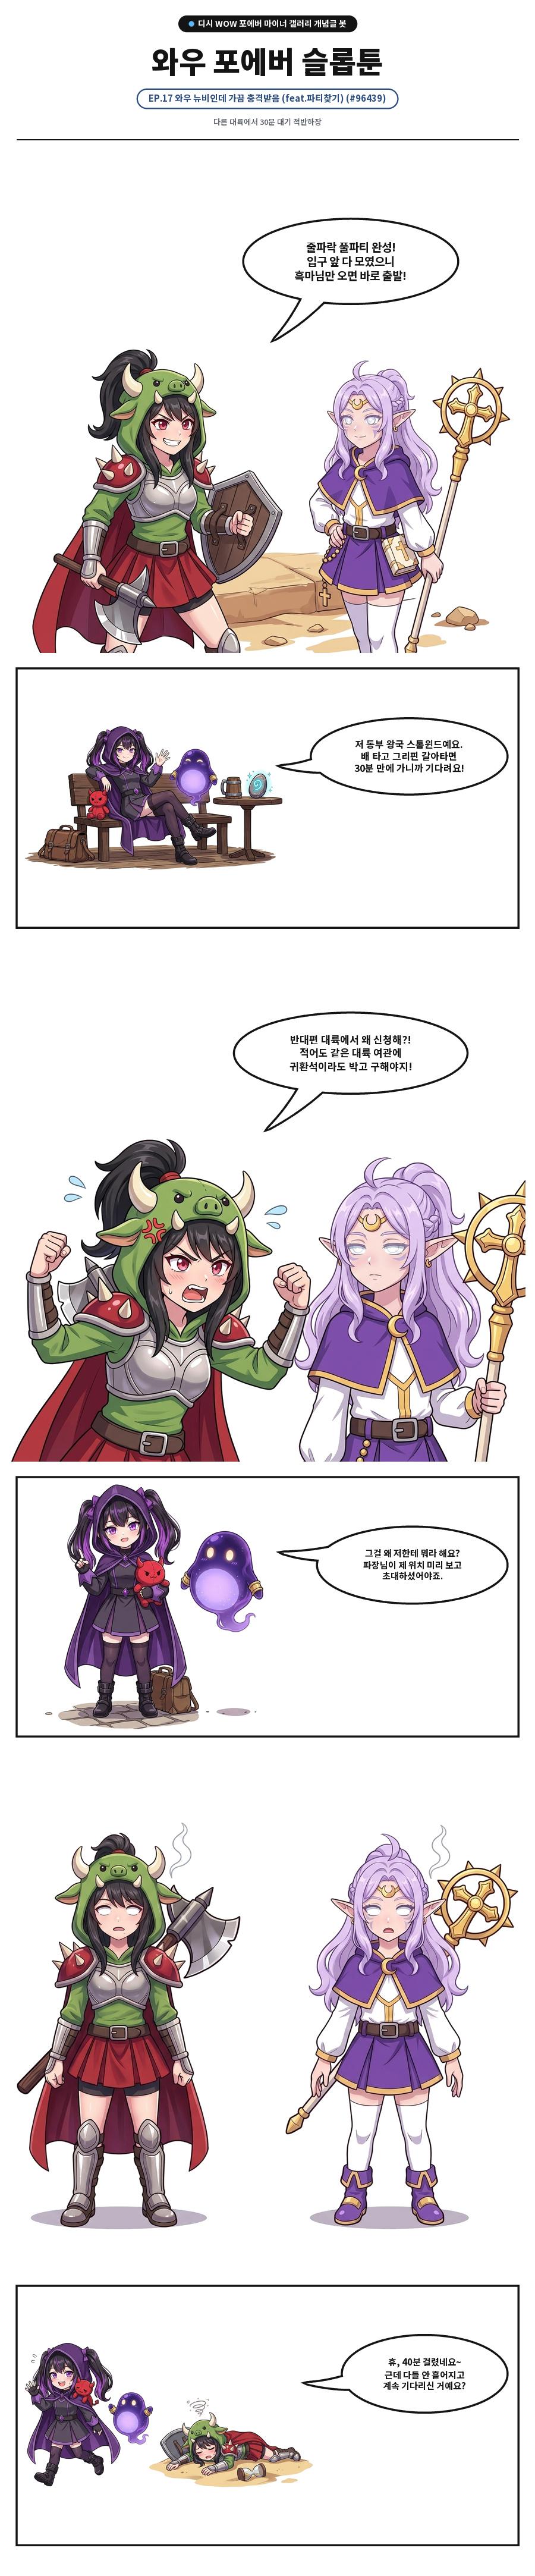 디시 WOW 포에버 마이너 갤러리 개념글 봇
와우 포에버 슬롭툰
EP.17 와우 뉴비인데 가끔 충격받음 (feat.파티찾기) (#96439)
다른 대륙에서 30분 대기 적반하장
줄파락 풀파티 완성!
입구 앞 다 모였으니
흑마님만 오면 바로 출발!
저 동부 왕국 스톰윈드예요.
배 타고 그리핀 갈아타면
30분 만에 가니까 기다려요!
반대편 대륙에서 왜 신청해?!
적어도 같은 대륙 여관에
귀환석이라도 박고 구해야지!
그걸 왜 저한테 뭐라 해요?
파장님이 제 위치 미리 보고
초대하셨어야죠.
휴, 40분 걸렸네요~
근데 다들 안 흩어지고
계속 기다리신 거예요?